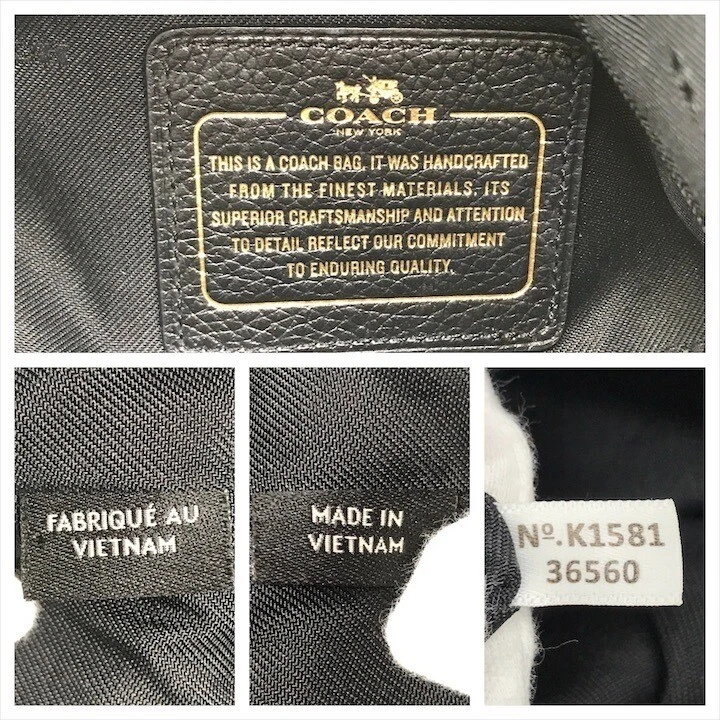 COACH
NEW YORK
THIS IS A COACH BAG. IT WAS HANDCRAFTED
FROM THE FINEST MATERIALS. ITS
SUPERIOR CRAFTSMANSHIP AND ATTENTION
TO DETAIL REFLECT OUR COMMITMENT
TO ENDURING QUALITY.
FABRIQUÉ AU
VIETNAM
MADE IN
VIETNAM
Nº.K1581
36560